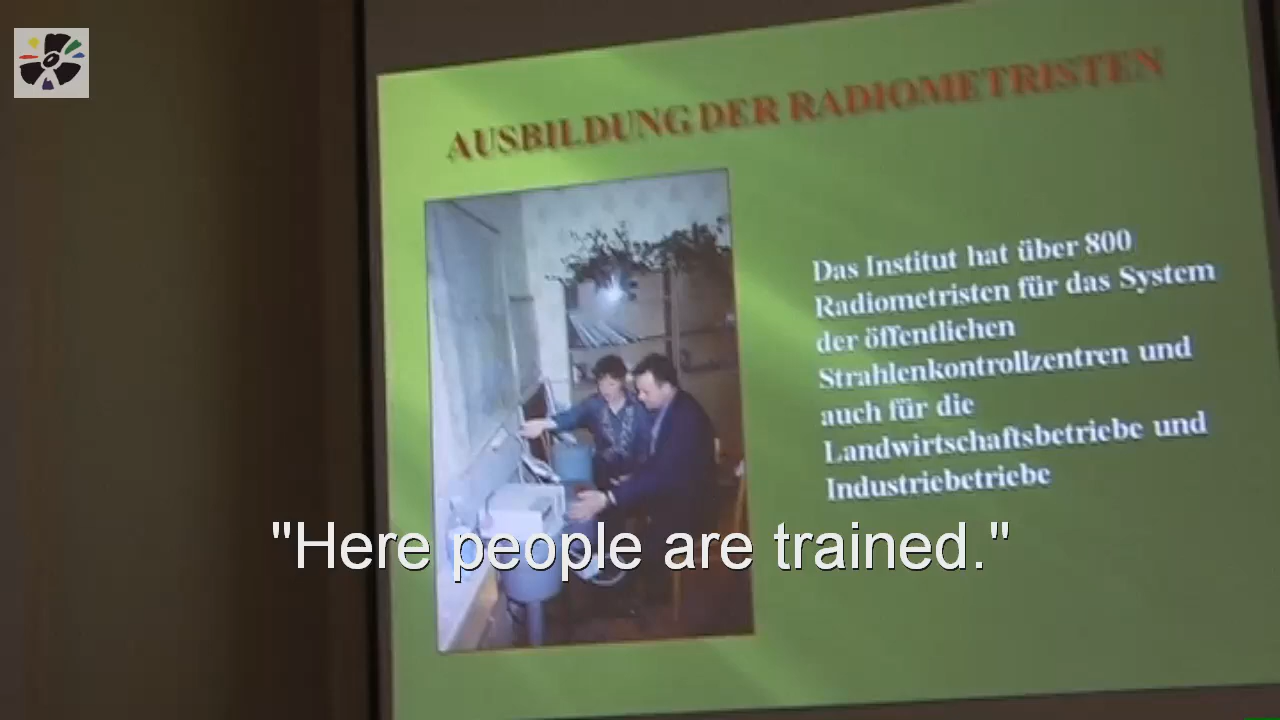 AUSBILDUNG DER RADIOMETRISTEN
Das Institut hat über 800
Radiometristen für das System
der öffentlichen
Strahlenkontrollzentren und
auch für die
Landwirtschaftsbetriebe und
Industriebetriebe
"Here people are trained."